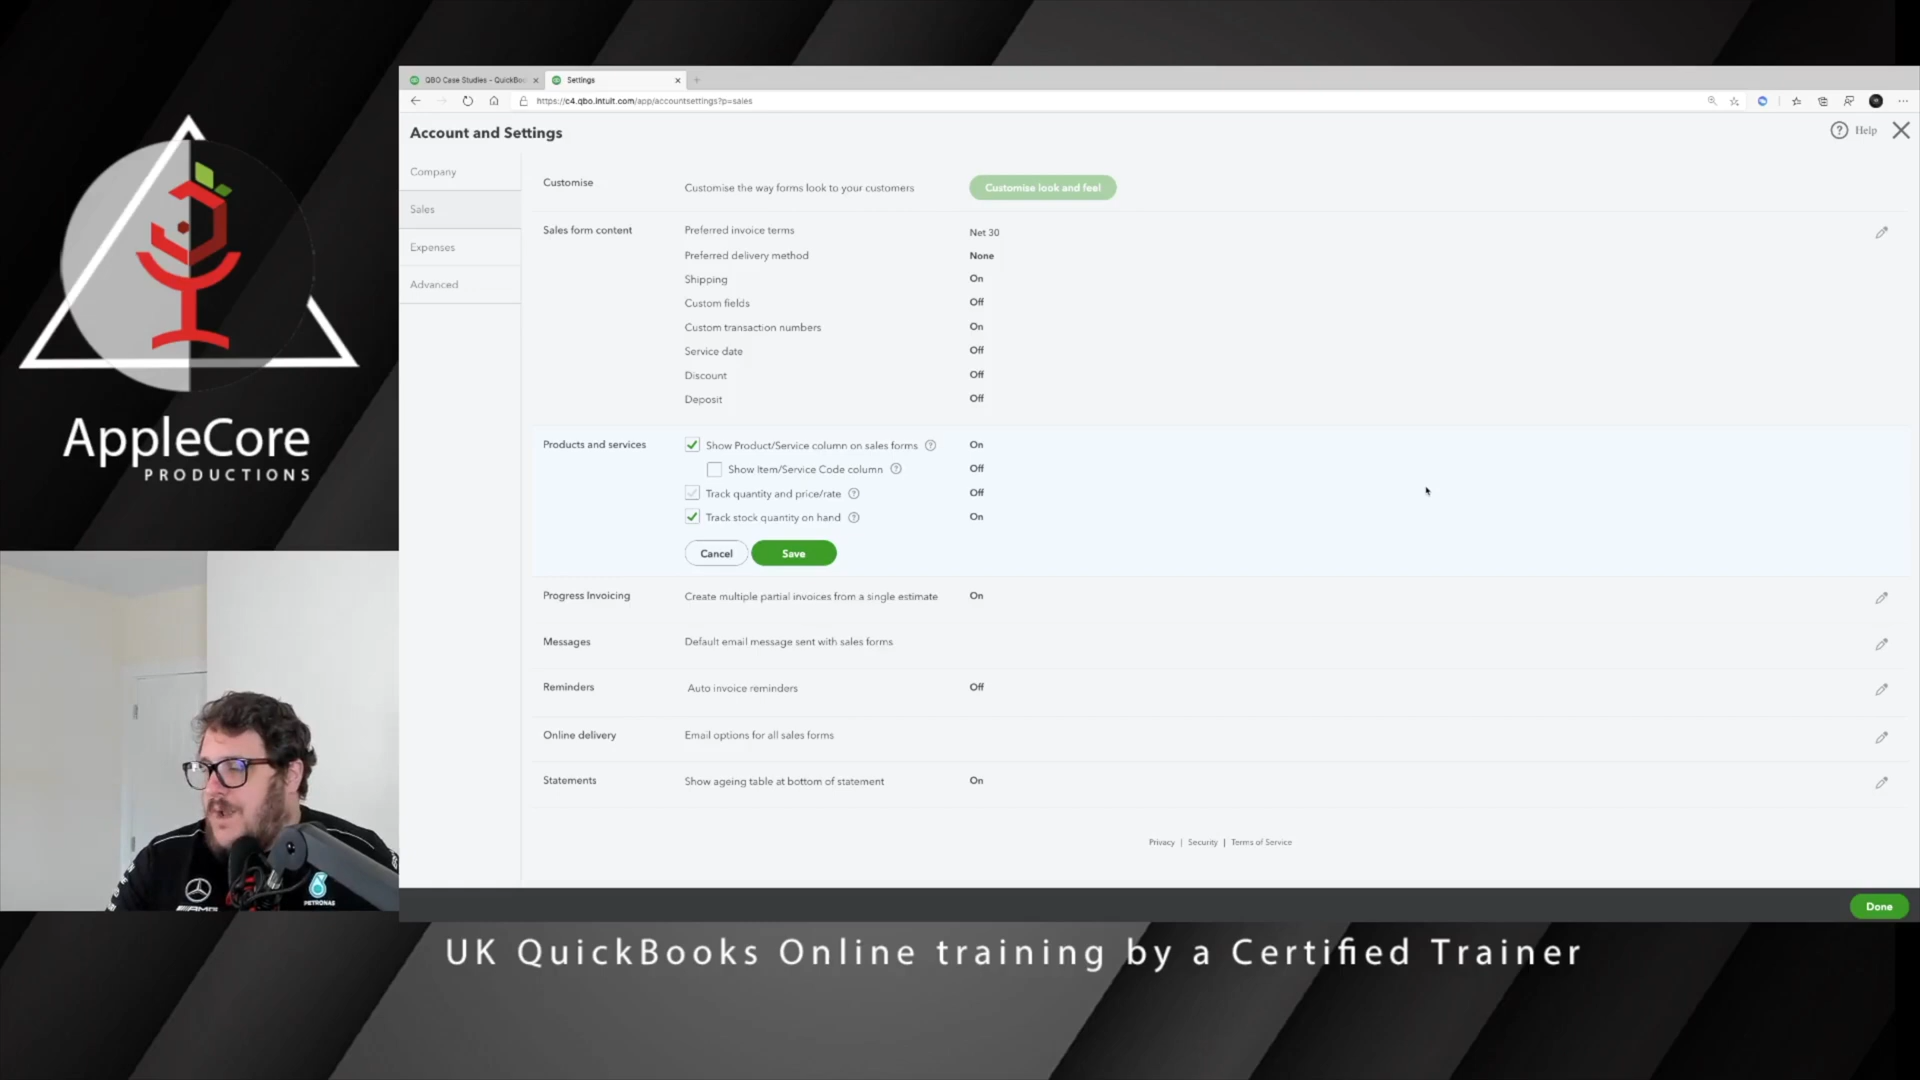 QBO Case Studies - QuickBo
Settings
https://c4.qbo.intuit.com/app/accountsettings?p=sales
Account and Settings
Help
Company
Sales
Expenses
Advanced
Customise
Customise the way forms look to your customers
Customise look and feel
Sales form content
Preferred invoice terms Net 30
Preferred delivery method None
Shipping On
Custom fields Off
Custom transaction numbers On
Service date Off
Discount Off
Deposit Off
Products and services
Show Product/Service column on sales forms On
Show Item/Service Code column Off
Track quantity and price/rate Off
Track stock quantity on hand On
Cancel Save
Progress Invoicing Create multiple partial invoices from a single estimate On
Messages Default email message sent with sales forms
Reminders Auto invoice reminders Off
Online delivery Email options for all sales forms
Statements Show ageing table at bottom of statement On
Privacy | Security | Terms of Service
Done
AppleCore
PRODUCTIONS
AMG
PETRONAS
UK QuickBooks Online training by a Certified Trainer